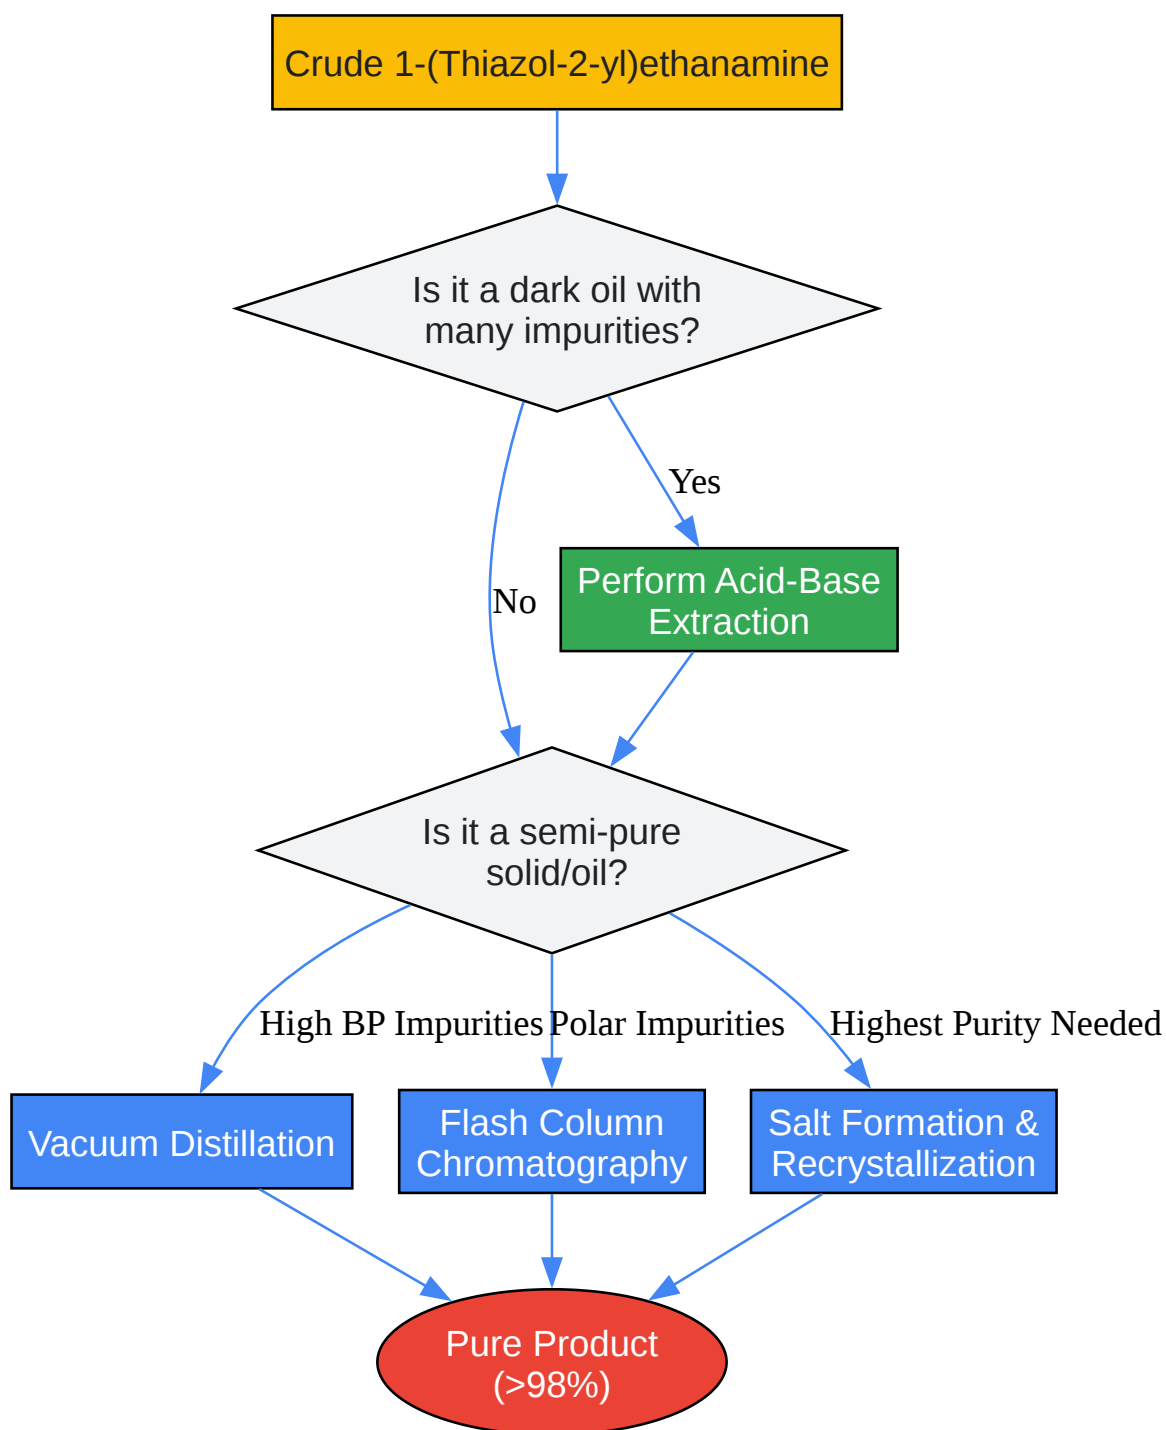 Crude 1-(Thiazol-2-yl)ethanamine
Is it a dark oil with
many impurities?
Yes
Perform Acid-Base
Extraction
No
Is it a semi-pure
solid/oil?
High BP Impurities
Polar Impurities
Highest Purity Needed
Vacuum Distillation
Flash Column
Chromatography
Salt Formation &
Recrystallization
Pure Product
(>98%)